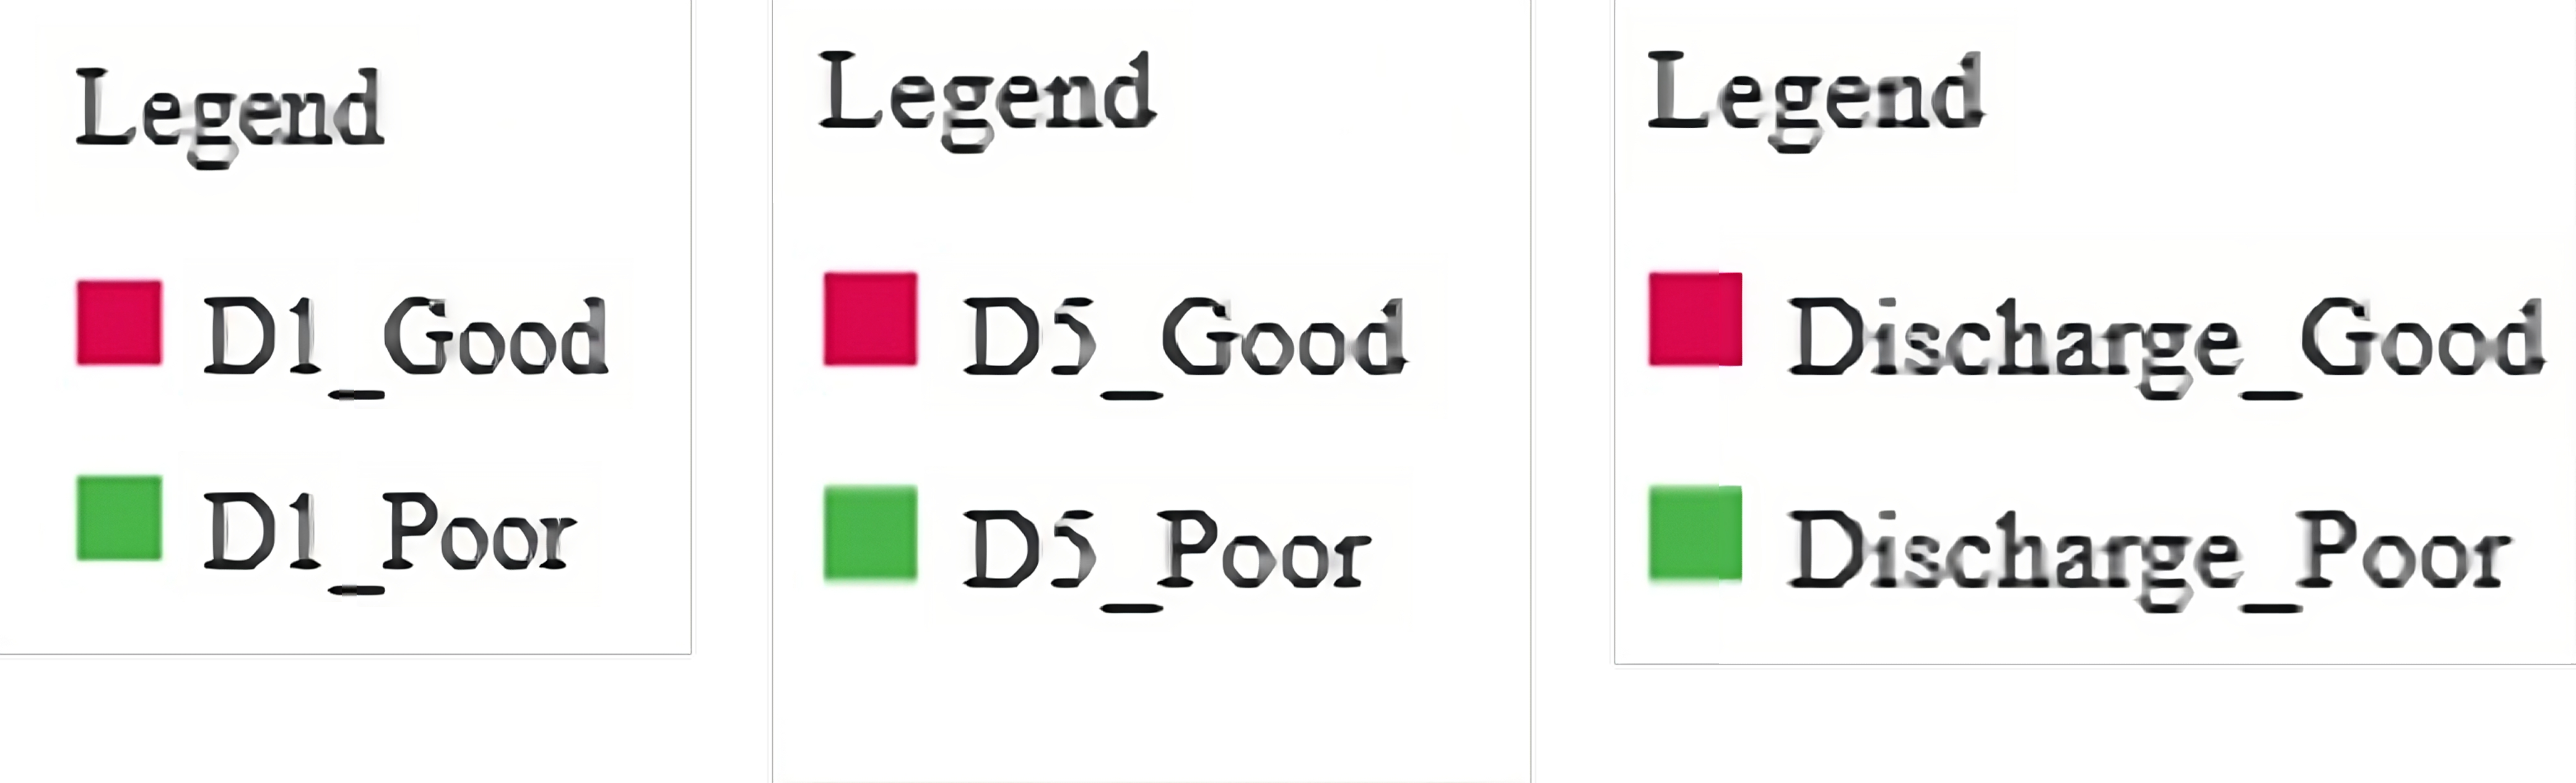 Legend
D1_Good
D1_Poor
Legend
D5_Good
D5_Poor
Legend
Discharge_Good
Discharge_Poor